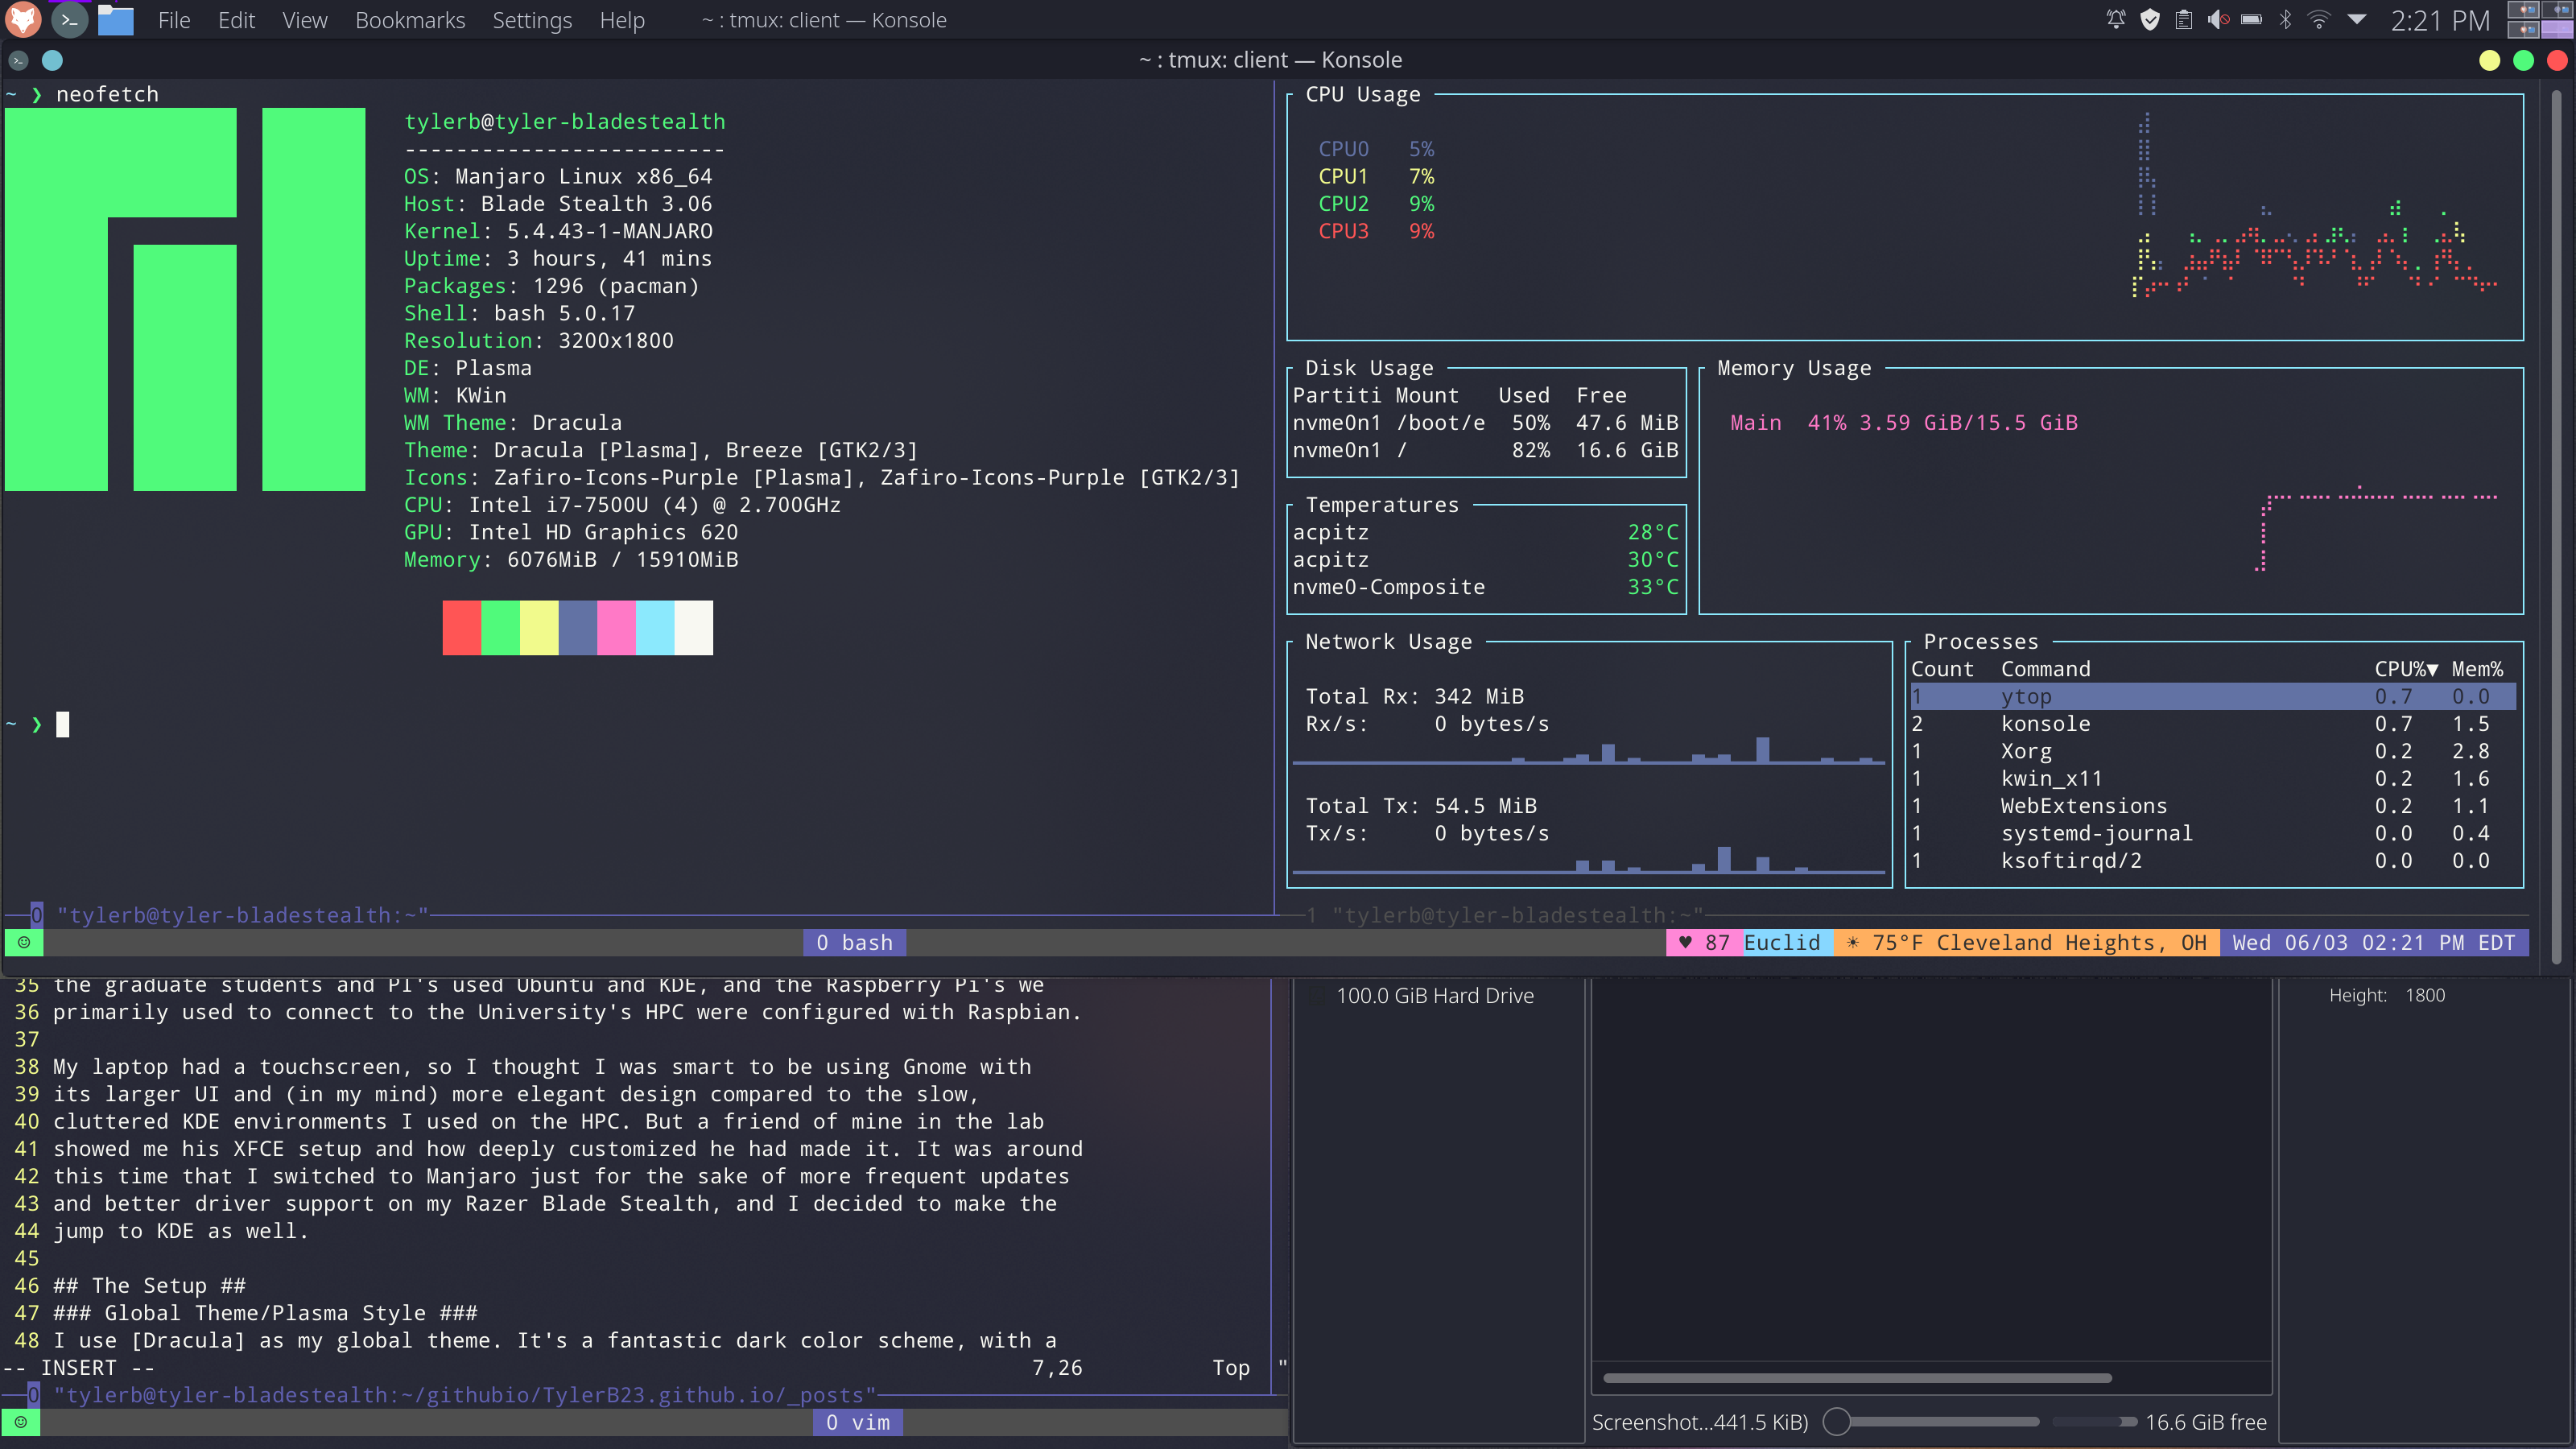 File Edit View Bookmarks Settings Help ~ : tmux: client — Konsole 2:21 PM
~ : tmux: client — Konsole
~ ❯ neofetch
tylerb@tyler-bladestealth
-------------------------
OS: Manjaro Linux x86_64
Host: Blade Stealth 3.06
Kernel: 5.4.43-1-MANJARO
Uptime: 3 hours, 41 mins
Packages: 1296 (pacman)
Shell: bash 5.0.17
Resolution: 3200x1800
DE: Plasma
WM: KWin
WM Theme: Dracula
Theme: Dracula [Plasma], Breeze [GTK2/3]
Icons: Zafiro-Icons-Purple [Plasma], Zafiro-Icons-Purple [GTK2/3]
CPU: Intel i7-7500U (4) @ 2.700GHz
GPU: Intel HD Graphics 620
Memory: 6076MiB / 15910MiB
~ ❯
CPU Usage
CPU0 5%
CPU1 7%
CPU2 9%
CPU3 9%
Disk Usage
Partiti Mount Used Free
nvme0n1 /boot/e 50% 47.6 MiB
nvme0n1 / 82% 16.6 GiB
Memory Usage
Main 41% 3.59 GiB/15.5 GiB
Temperatures
acpitz 28°C
acpitz 30°C
nvme0-Composite 33°C
Network Usage
Total Rx: 342 MiB
Rx/s: 0 bytes/s
Total Tx: 54.5 MiB
Tx/s: 0 bytes/s
Processes
Count Command CPU%▼ Mem%
1 ytop 0.7 0.0
2 konsole 0.7 1.5
1 Xorg 0.2 2.8
1 kwin_x11 0.2 1.6
1 WebExtensions 0.2 1.1
1 systemd-journal 0.0 0.4
1 ksoftirqd/2 0.0 0.0
0 "tylerb@tyler-bladestealth:~" 1 "tylerb@tyler-bladestealth:~"
☺ 0 bash ♥ 87 Euclid ☀ 75°F Cleveland Heights, OH Wed 06/03 02:21 PM EDT
35 the graduate students and PI's used Ubuntu and KDE, and the Raspberry Pi's we
36 primarily used to connect to the University's HPC were configured with Raspbian.
37
38 My laptop had a touchscreen, so I thought I was smart to be using Gnome with
39 its larger UI and (in my mind) more elegant design compared to the slow,
40 cluttered KDE environments I used on the HPC. But a friend of mine in the lab
41 showed me his XFCE setup and how deeply customized he had made it. It was around
42 this time that I switched to Manjaro just for the sake of more frequent updates
43 and better driver support on my Razer Blade Stealth, and I decided to make the
44 jump to KDE as well.
45
46 ## The Setup ##
47 ### Global Theme/Plasma Style ###
48 I use [Dracula] as my global theme. It's a fantastic dark color scheme, with a
-- INSERT -- 7,26 Top "
0 "tylerb@tyler-bladestealth:~/githubio/TylerB23.github.io/_posts"
☺ 0 vim
100.0 GiB Hard Drive
Height: 1800
Screenshot...441.5 KiB) 16.6 GiB free